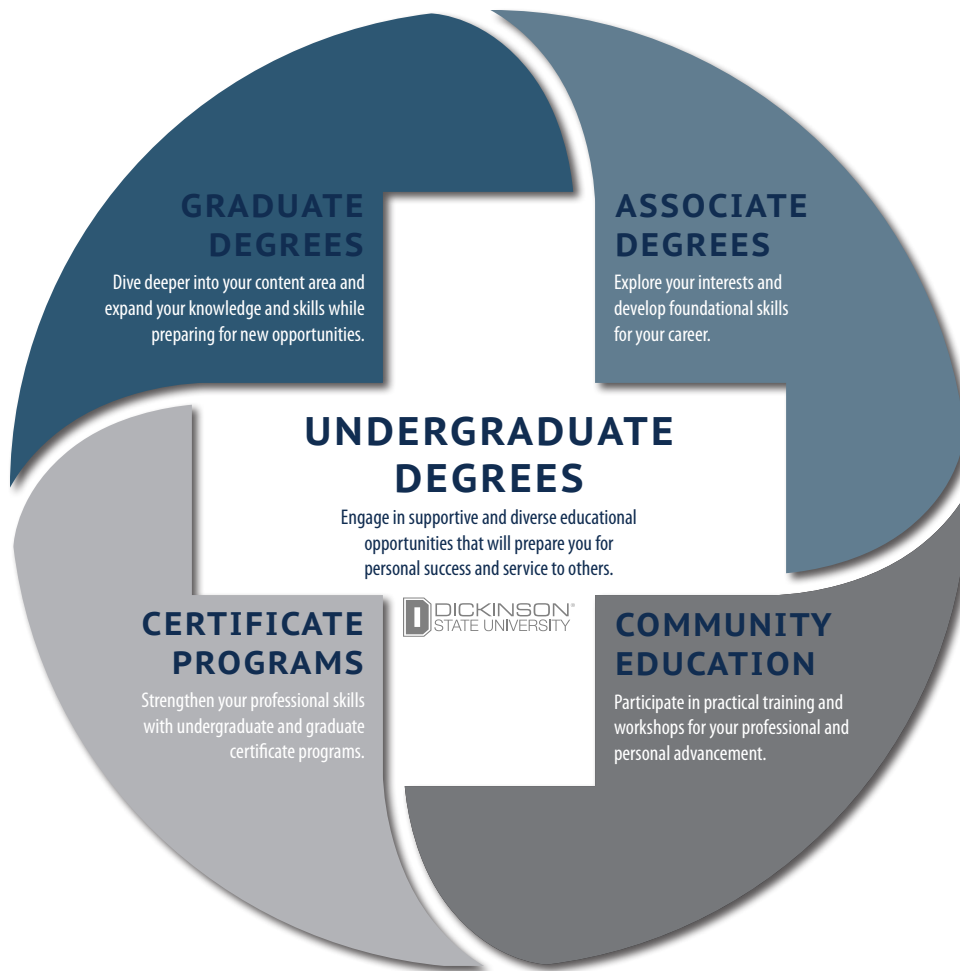 GRADUATE
DEGREES
Dive deeper into your content area and
expand your knowledge and skills while
preparing for new opportunities.
ASSOCIATE
DEGREES
Explore your interests and
develop foundational skills
for your career.
UNDERGRADUATE
DEGREES
Engage in supportive and diverse educational
opportunities that will prepare you for
personal success and service to others.
D DICKINSON®
STATE UNIVERSITY
CERTIFICATE
PROGRAMS
Strengthen your professional skills
with undergraduate and graduate
certificate programs.
COMMUNITY
EDUCATION
Participate in practical training and
workshops for your professional and
personal advancement.